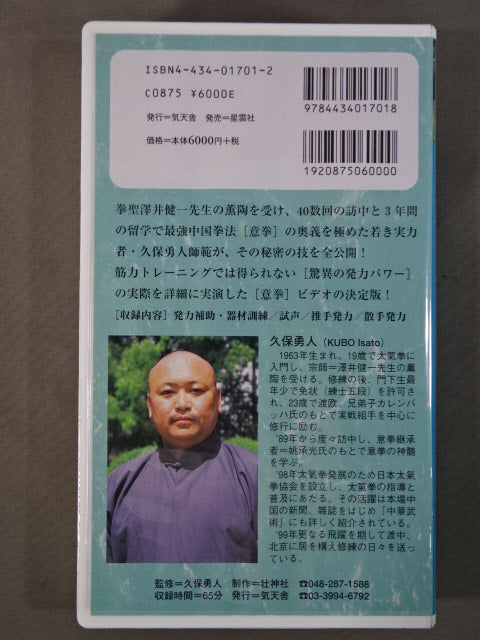 ISBN4-434-01701-2
C0875 ¥6000E
発行＝気天舎 発売＝星雲社
価格＝本体6000円＋税
9784434017018
1920875060000
拳聖澤井健一先生の薫陶を受け、40数回の訪中と3年間
の留学で最強中国拳法［意拳］の奥義を極めた若き実力
者・久保勇人師範が、その秘密の技を全公開！
筋力トレーニングでは得られない［驚異の発力パワー］
の実際を詳細に実演した［意拳］ビデオの決定版！
［収録内容］発力補助・器材訓練／試声／推手発力／散手発力
久保勇人（KUBO Isato）
1963年生まれ。19歳で太氣拳に
入門し、宗師＝澤井健一先生の薫
陶を受ける。修練の後、門下生最
年少で免状（練士五段）を許可さ
れ、23歳で渡欧。兄弟子カレンバ
ッハ氏のもとで実戦組手を中心に
修行に励む。
'89年から度々訪中し、意拳継承
者＝姚承光氏のもとで意拳の神髄
を学ぶ。
'98年太氣拳発展のため日本太氣
拳協会を設立し、太氣拳の指導と
普及にあたる。その活躍は本場中
国の新聞、雑誌をはじめ「中華武
術」にも詳しく紹介されている。
'99年更なる飛躍を期して渡中、
北京に居を構え修練の日々を送っ
ている。
監修＝久保勇人 制作＝壮神社 ☎048-287-1588
収録時間＝65分 発行＝気天舎 ☎03-3994-6792